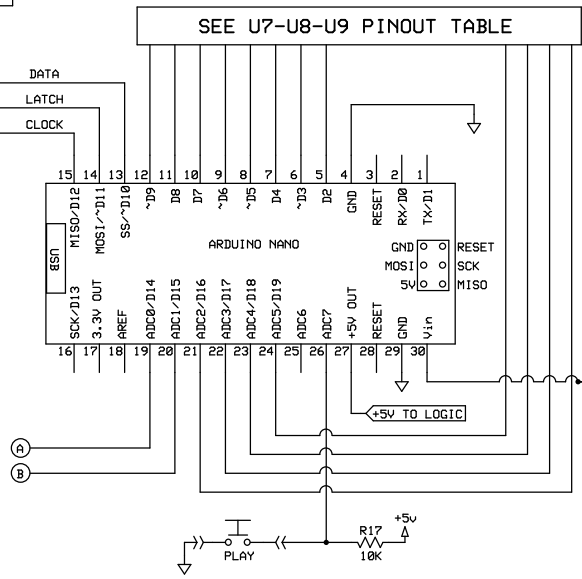 SEE U7-U8-U9 PINOUT TABLE
DATA
LATCH
CLOCK
15 14 13 12 11 10 9 8 7 6 5 4 3 2 1
MISO/D12 MOSI/~D11 SS/~D10 ~D9 D8 D7 ~D6 ~D5 D4 ~D3 D2 GND RESET RX/D0 TX/D1
ARDUINO NANO
USB
GND RESET
MOSI SCK
5V MISO
SCK/D13 3.3V OUT AREF ADC0/D14 ADC1/D15 ADC2/D16 ADC3/D17 ADC4/D18 ADC5/D19 ADC6 ADC7 +5V OUT RESET GND Vin
16 17 18 19 20 21 22 23 24 25 26 27 28 29 30
+5V TO LOGIC
A
B
PLAY
R17
10K
+5v